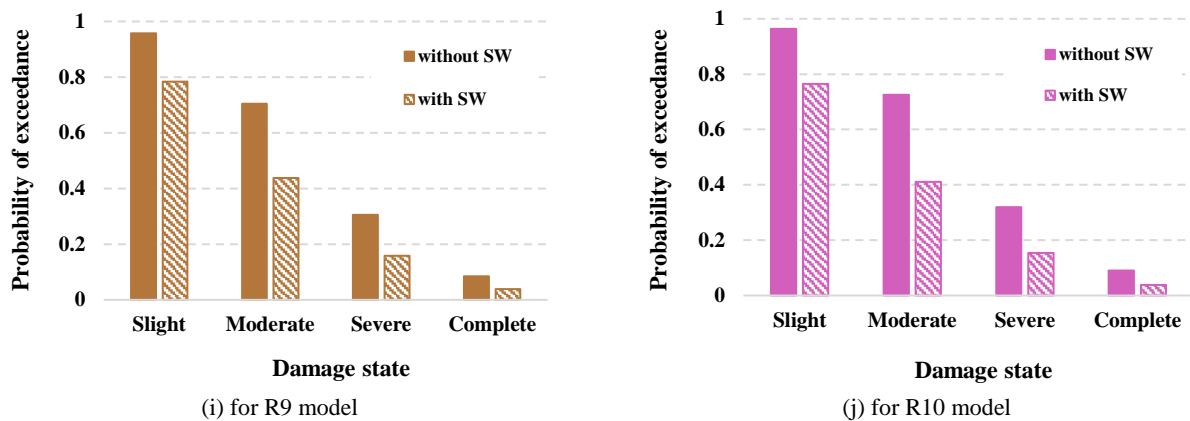 Probability of exceedance
1
0.8
0.6
0.4
0.2
0
without SW
with SW
Slight Moderate Severe Complete
Damage state
(i) for R9 model
Probability of exceedance
1
0.8
0.6
0.4
0.2
0
without SW
with SW
Slight Moderate Severe Complete
Damage state
(j) for R10 model